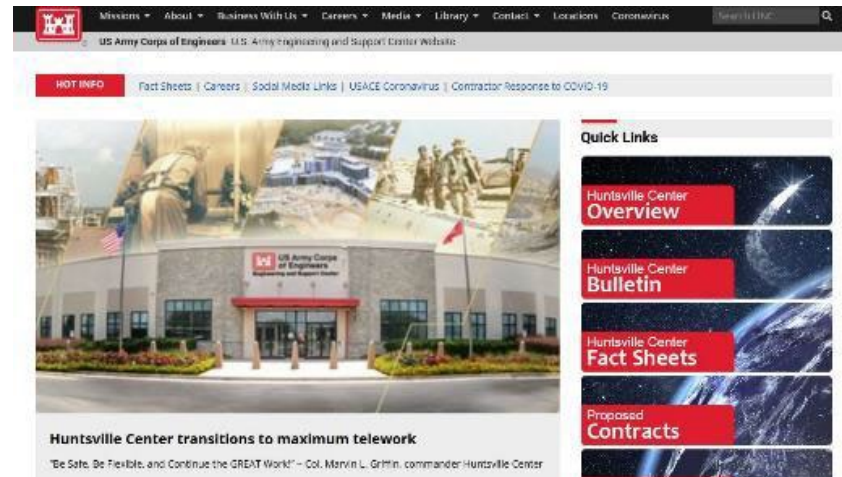 Missions About Business With Us Careers Media Library Contact Locations Coronavirus
US Army Corps of Engineers U.S. Army Engineering and Support Center Website
HOT INFO Fact Sheets | Careers | Social Media Links | USACE Coronavirus | Contractor Response to COVID-19
US Army Corps
of Engineers
Engineering and Support Center
Quick Links
Huntsville Center
Overview
Huntsville Center
Bulletin
Huntsville Center
Fact Sheets
Proposed
Contracts
Huntsville Center transitions to maximum telework
"Be Safe, Be Flexible, and Continue the GREAT Work!" – Col. Marvin L. Griffin, commander Huntsville Center